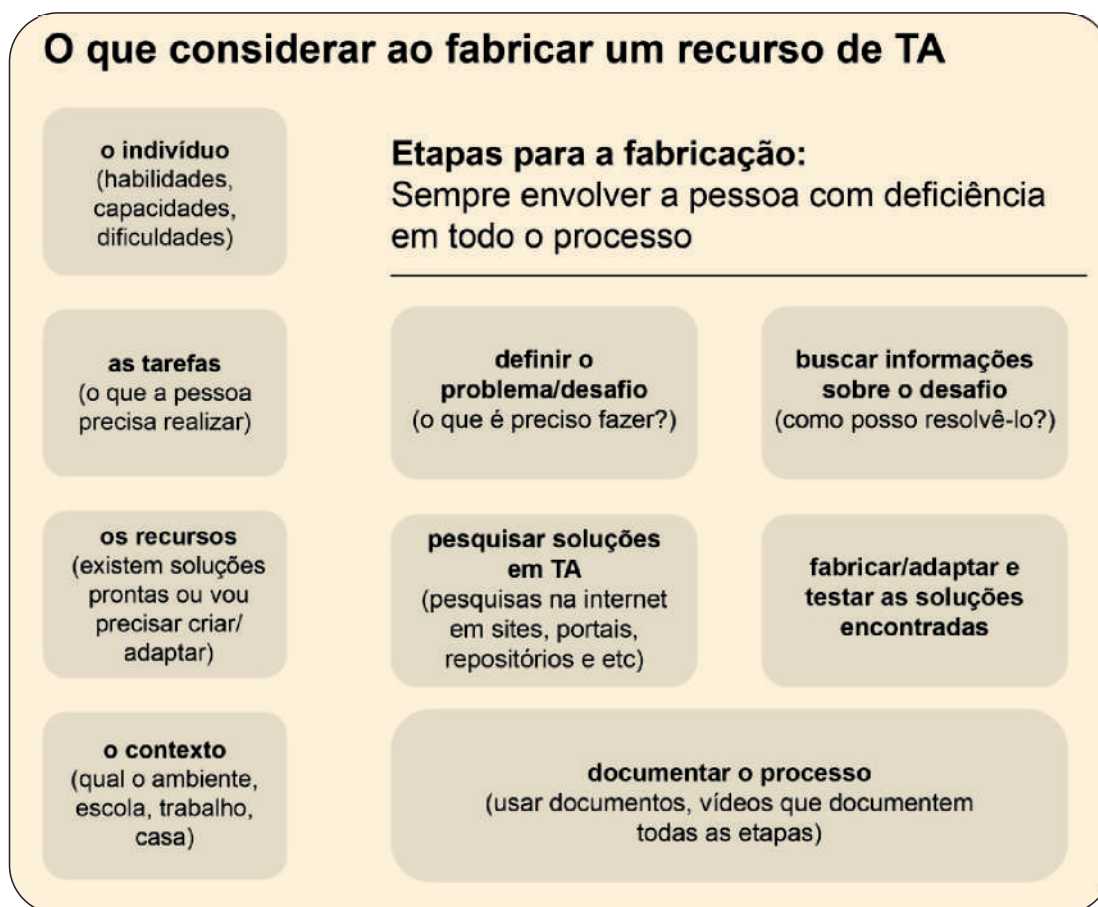 O que considerar ao fabricar um recurso de TA
o indivíduo
(habilidades,
capacidades,
dificuldades)
as tarefas
(o que a pessoa
precisa realizar)
os recursos
(existem soluções
prontas ou vou
precisar criar/
adaptar)
o contexto
(qual o ambiente,
escola, trabalho,
casa)
Etapas para a fabricação:
Sempre envolver a pessoa com deficiência
em todo o processo
definir o
problema/desafio
(o que é preciso fazer?)
buscar informações
sobre o desafio
(como posso resolvê-lo?)
pesquisar soluções
em TA
(pesquisas na internet
em sites, portais,
repositórios e etc)
fabricar/adaptar e
testar as soluções
encontradas
documentar o processo
(usar documentos, vídeos que documentem
todas as etapas)